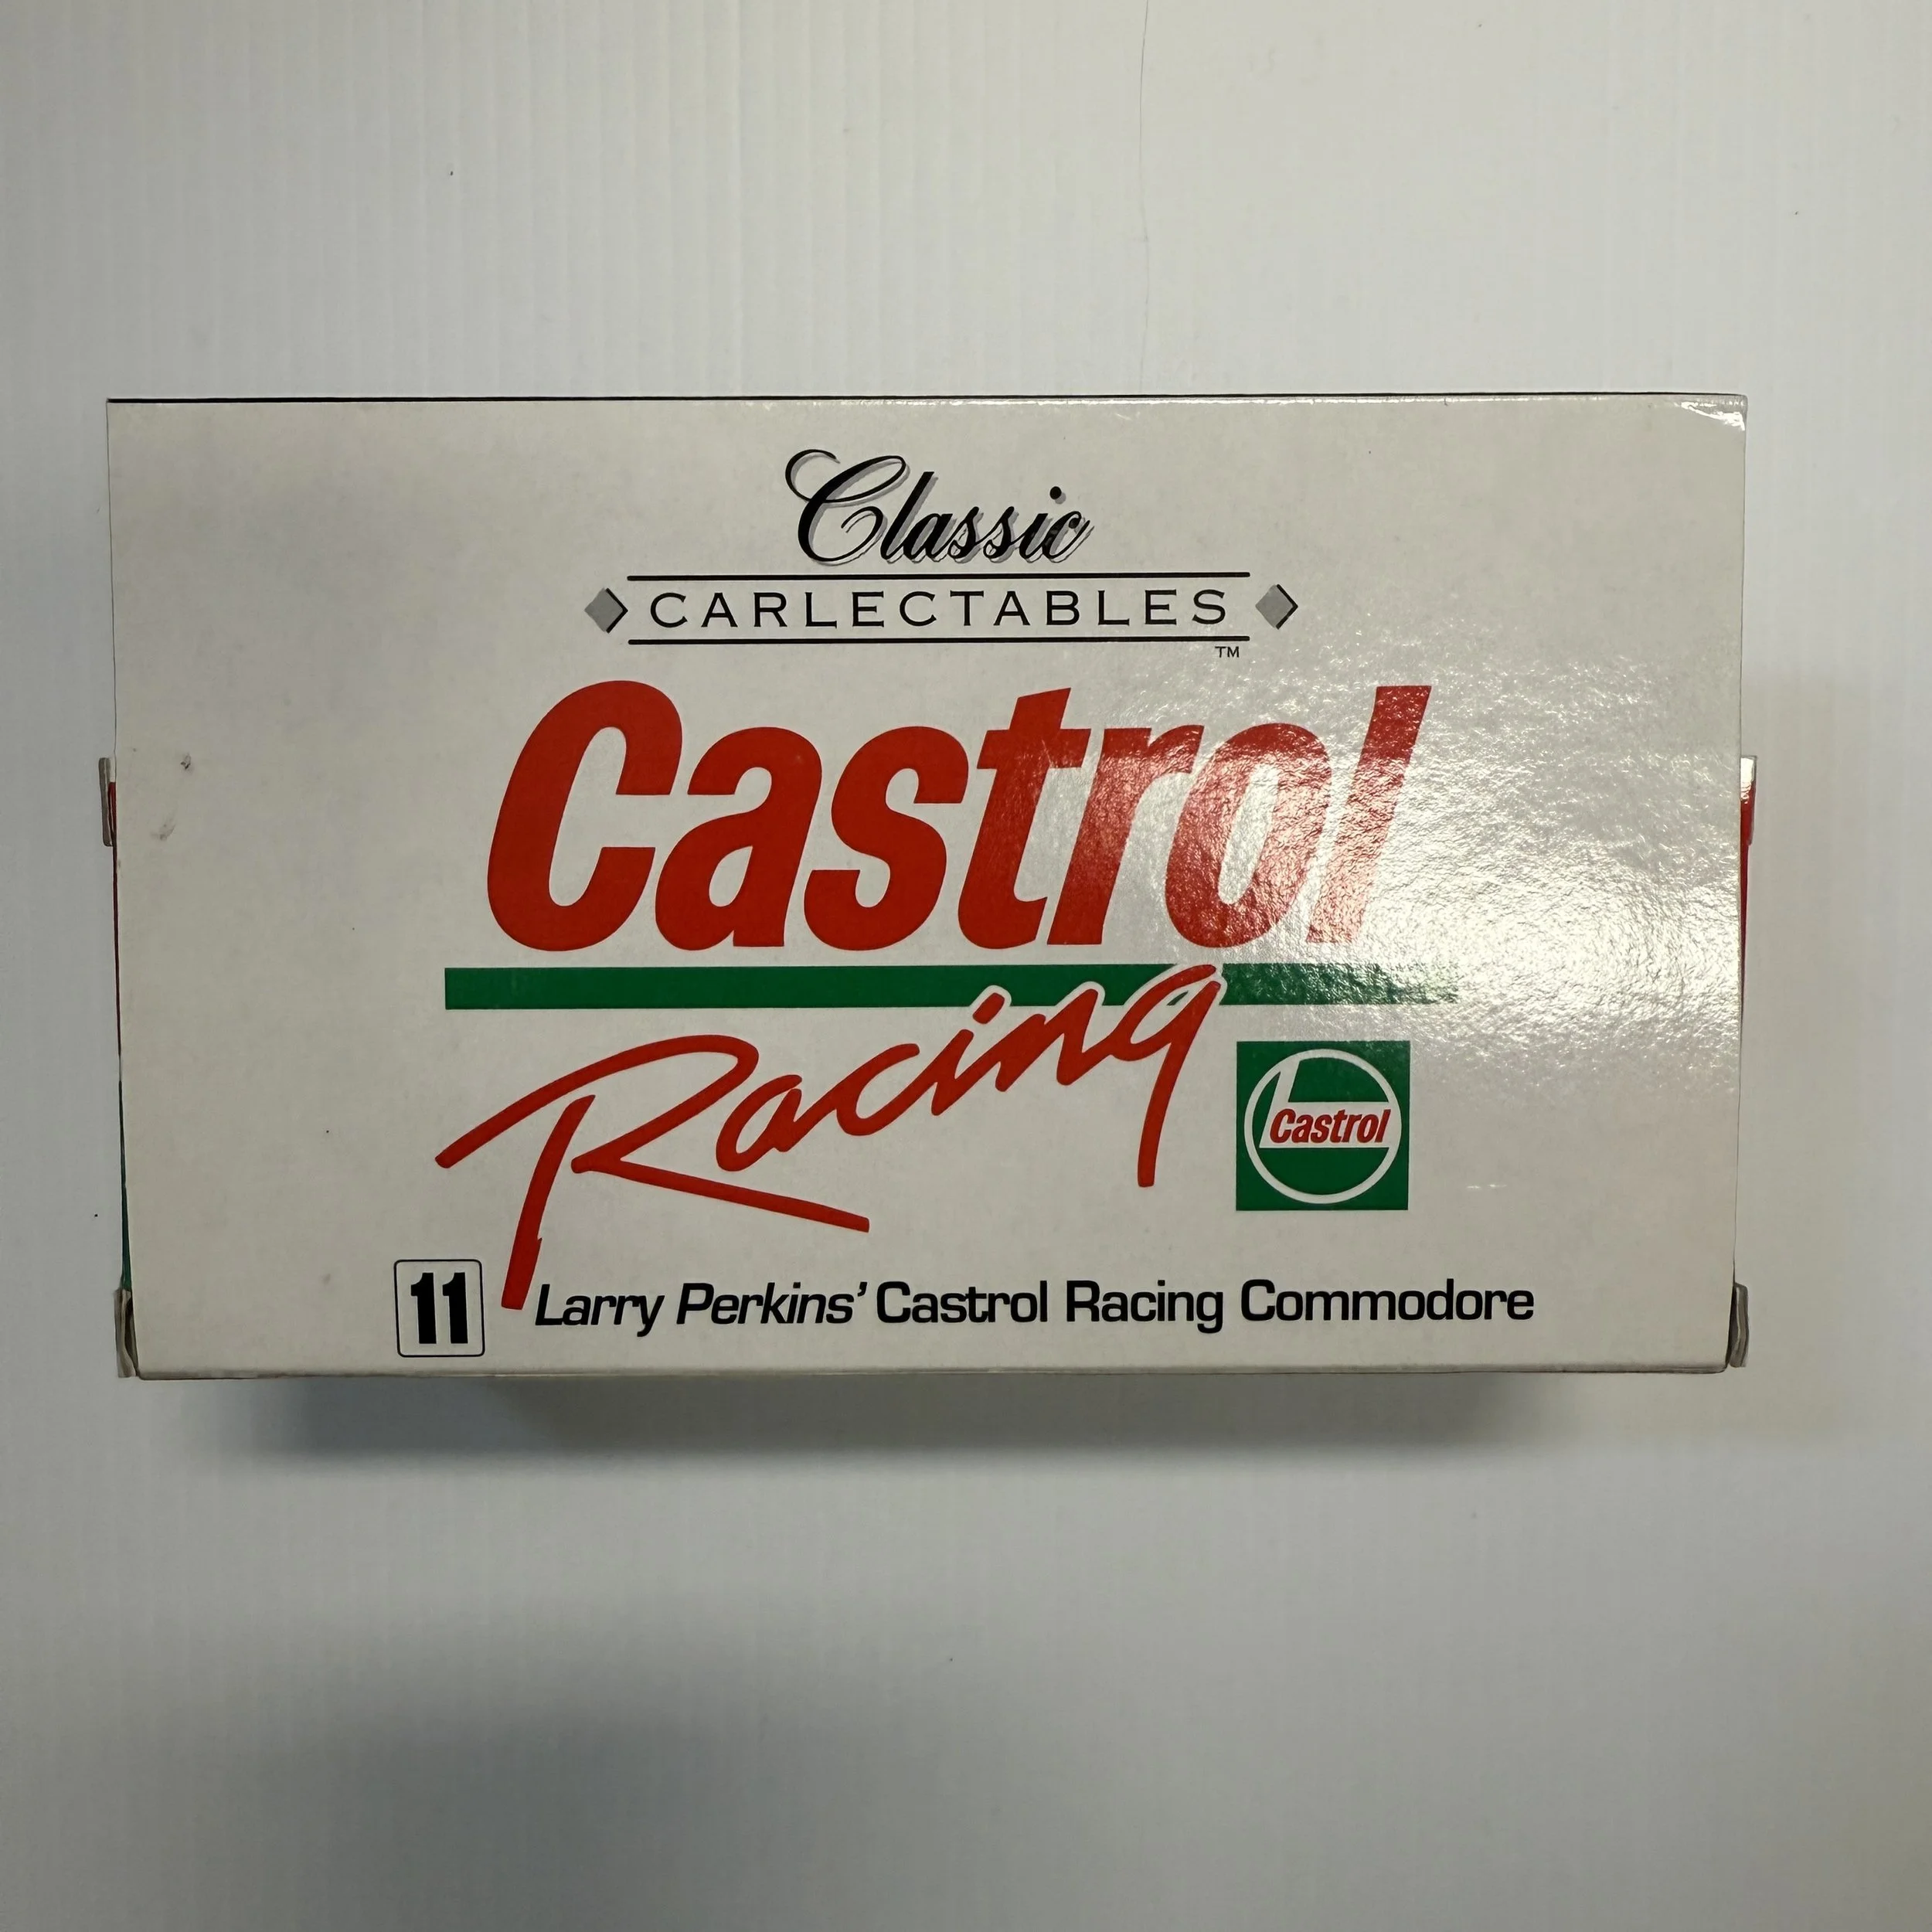 Classic
CARLECTABLES
TM
Castrol
Racing
Castrol
11 Larry Perkins' Castrol Racing Commodore